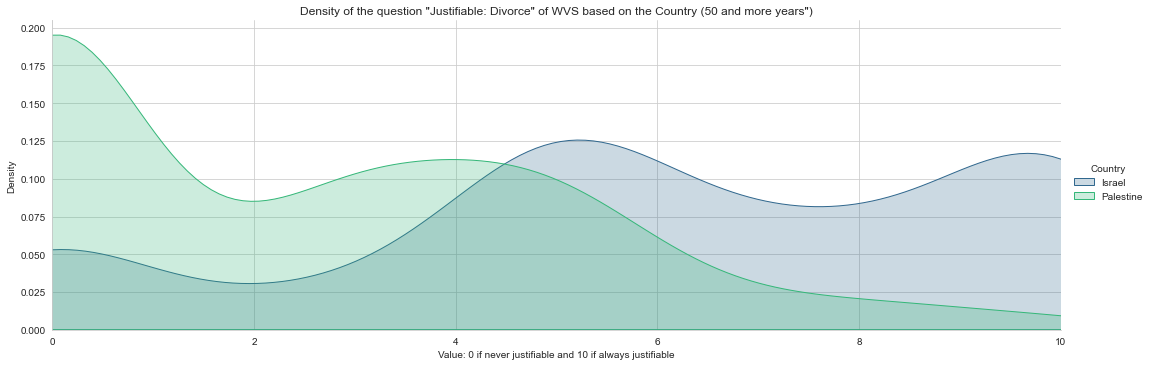 Density of the question "Justifiable: Divorce" of WVS based on the Country (50 and more years")
0.200
0.175
0.150
0.125
0.100
0.075
0.050
0.025
0.000
Density
0 2 4 6 8 10
Value: 0 if never justifiable and 10 if always justifiable
Country
Israel
Palestine